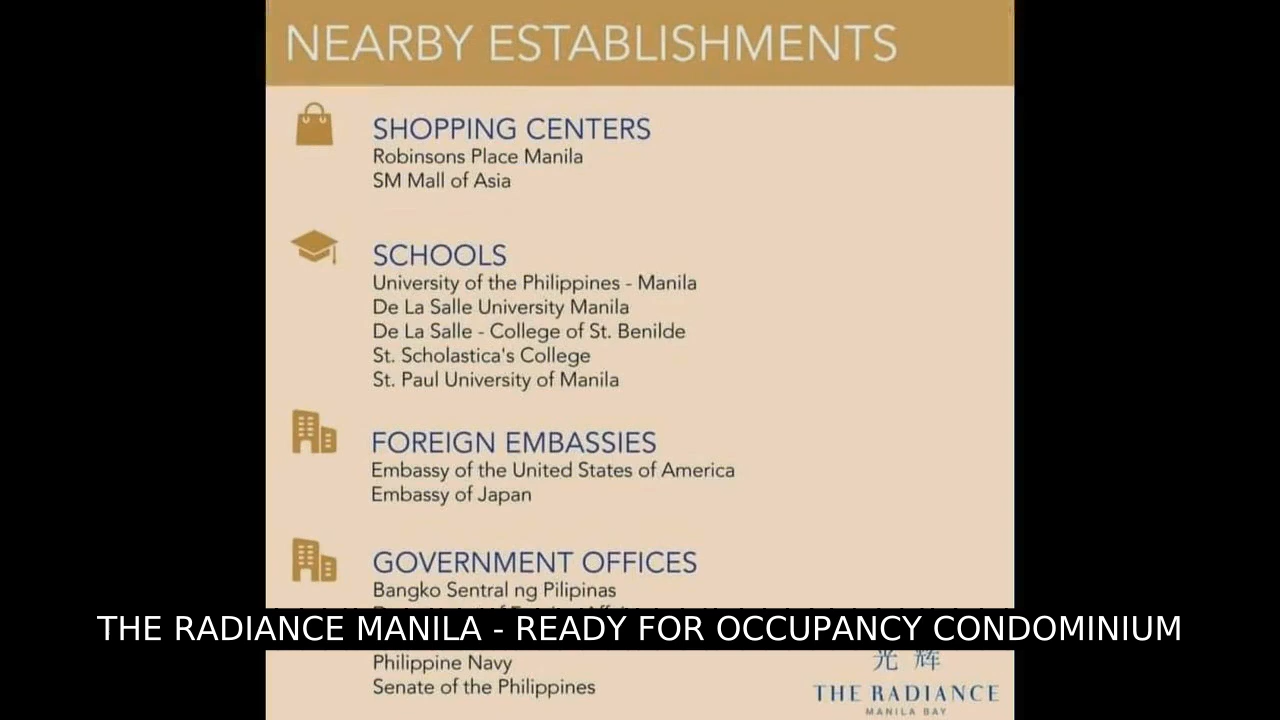 NEARBY ESTABLISHMENTS
SHOPPING CENTERS
Robinsons Place Manila
SM Mall of Asia
SCHOOLS
University of the Philippines - Manila
De La Salle University Manila
De La Salle - College of St. Benilde
St. Scholastica's College
St. Paul University of Manila
FOREIGN EMBASSIES
Embassy of the United States of America
Embassy of Japan
GOVERNMENT OFFICES
Bangko Sentral ng Pilipinas
THE RADIANCE MANILA - READY FOR OCCUPANCY CONDOMINIUM
Philippine Navy
Senate of the Philippines
光 辉
THE RADIANCE
MANILA BAY